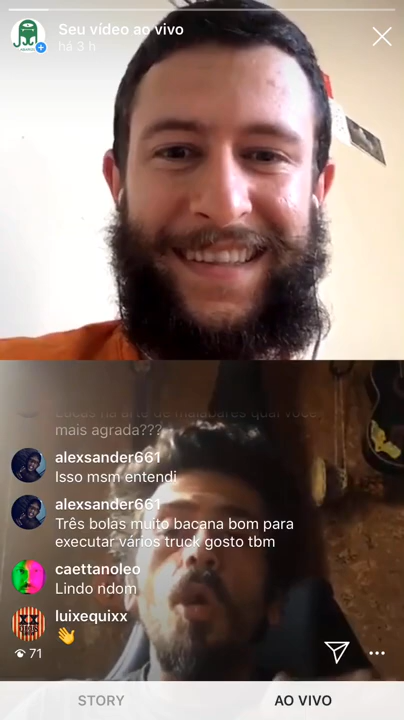 Seu vídeo ao vivo
há 3 h
Lucas na arte de malabares qual você
mais agrada???
alexsander661
Isso msm entendi
alexsander661
Três bolas muito bacana bom para
executar vários truck gosto tbm
caettanoleo
Lindo ndom
luixequixx
👋
71
STORY
AO VIVO